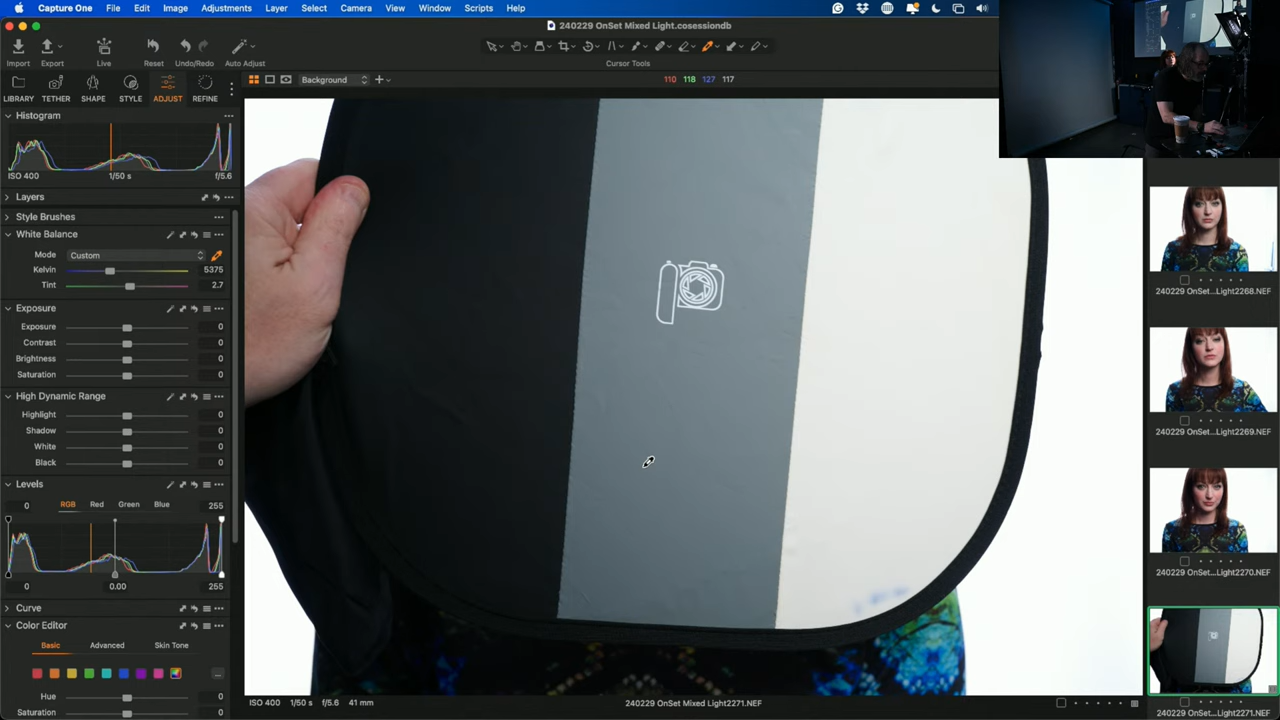 Capture One File Edit Image Adjustments Layer Select Camera View Window Scripts Help
240229 OnSet Mixed Light.cosessiondb
Import Export Live Reset Undo/Redo Auto Adjust Cursor Tools
LIBRARY TETHER SHAPE STYLE ADJUST REFINE
Background
110 118 127 117
Histogram
ISO 400 1/50 s f/5.6
Layers
Style Brushes
White Balance
Mode Custom
Kelvin 5375
Tint 2.7
Exposure
Exposure 0
Contrast 0
Brightness 0
Saturation 0
High Dynamic Range
Highlight 0
Shadow 0
White 0
Black 0
Levels
0 RGB Red Green Blue 255
0 0.00 255
Curve
Color Editor
Basic Advanced Skin Tone
Hue 0
Saturation 0
ISO 400 1/50 s f/5.6 41 mm
240229 OnSet Mixed Light2271.NEF
240229 OnSet...Light2268.NEF
240229 OnSet...Light2269.NEF
240229 OnSet...Light2270.NEF
240229 OnSet...Light2271.NEF